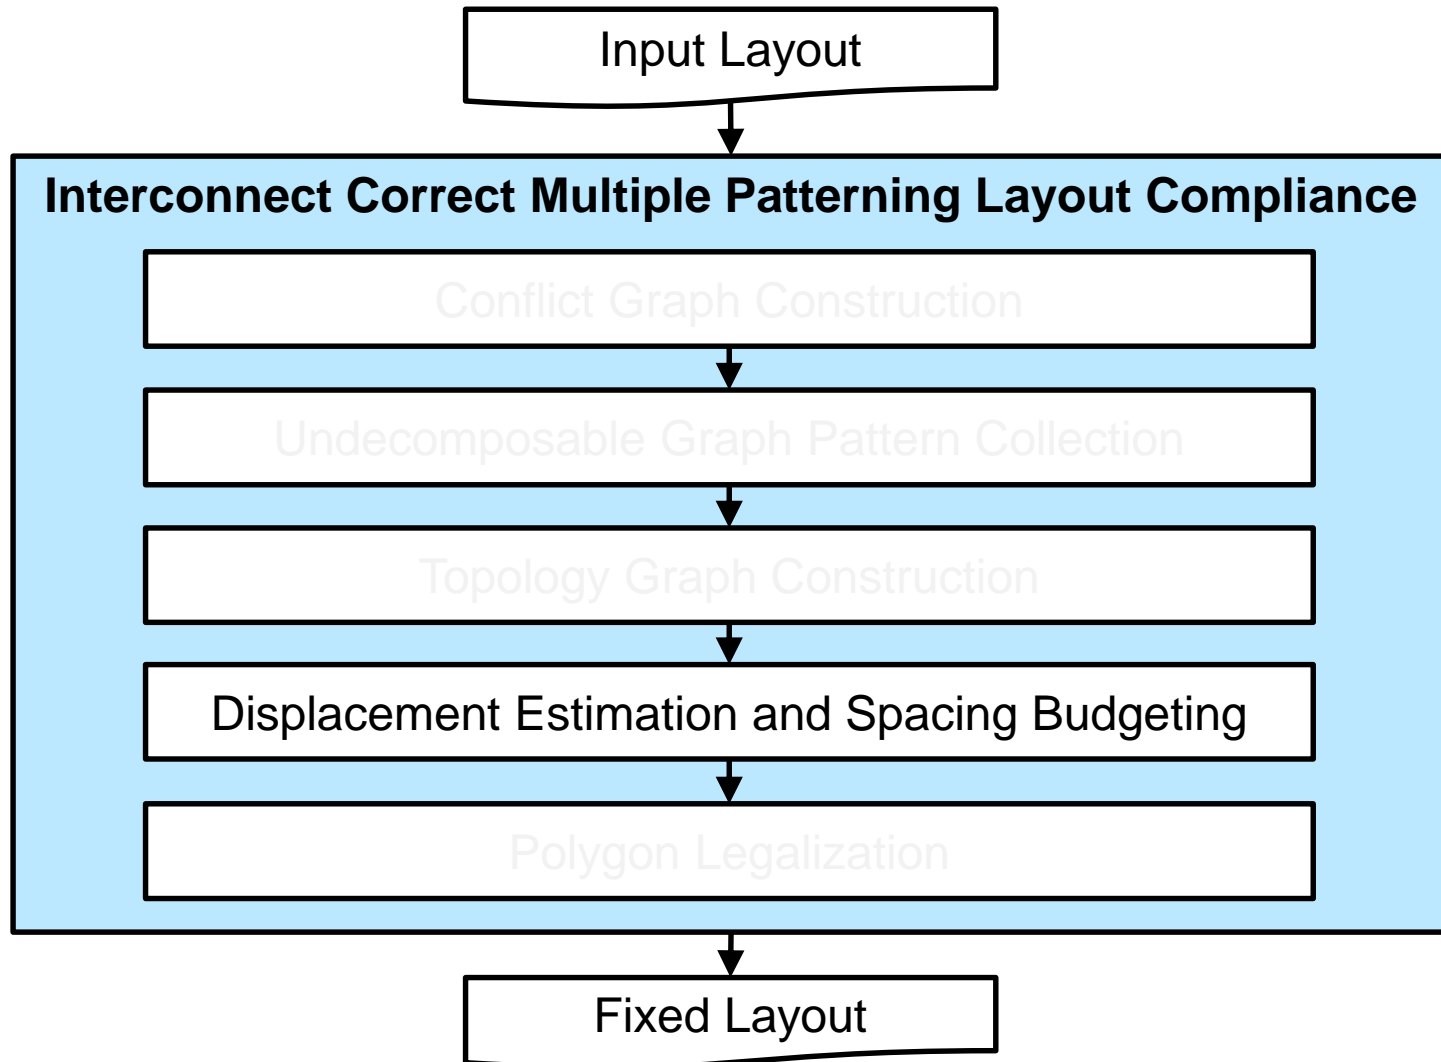 Input Layout
Interconnect Correct Multiple Patterning Layout Compliance
Conflict Graph Construction
Undecomposable Graph Pattern Collection
Topology Graph Construction
Displacement Estimation and Spacing Budgeting
Polygon Legalization
Fixed Layout